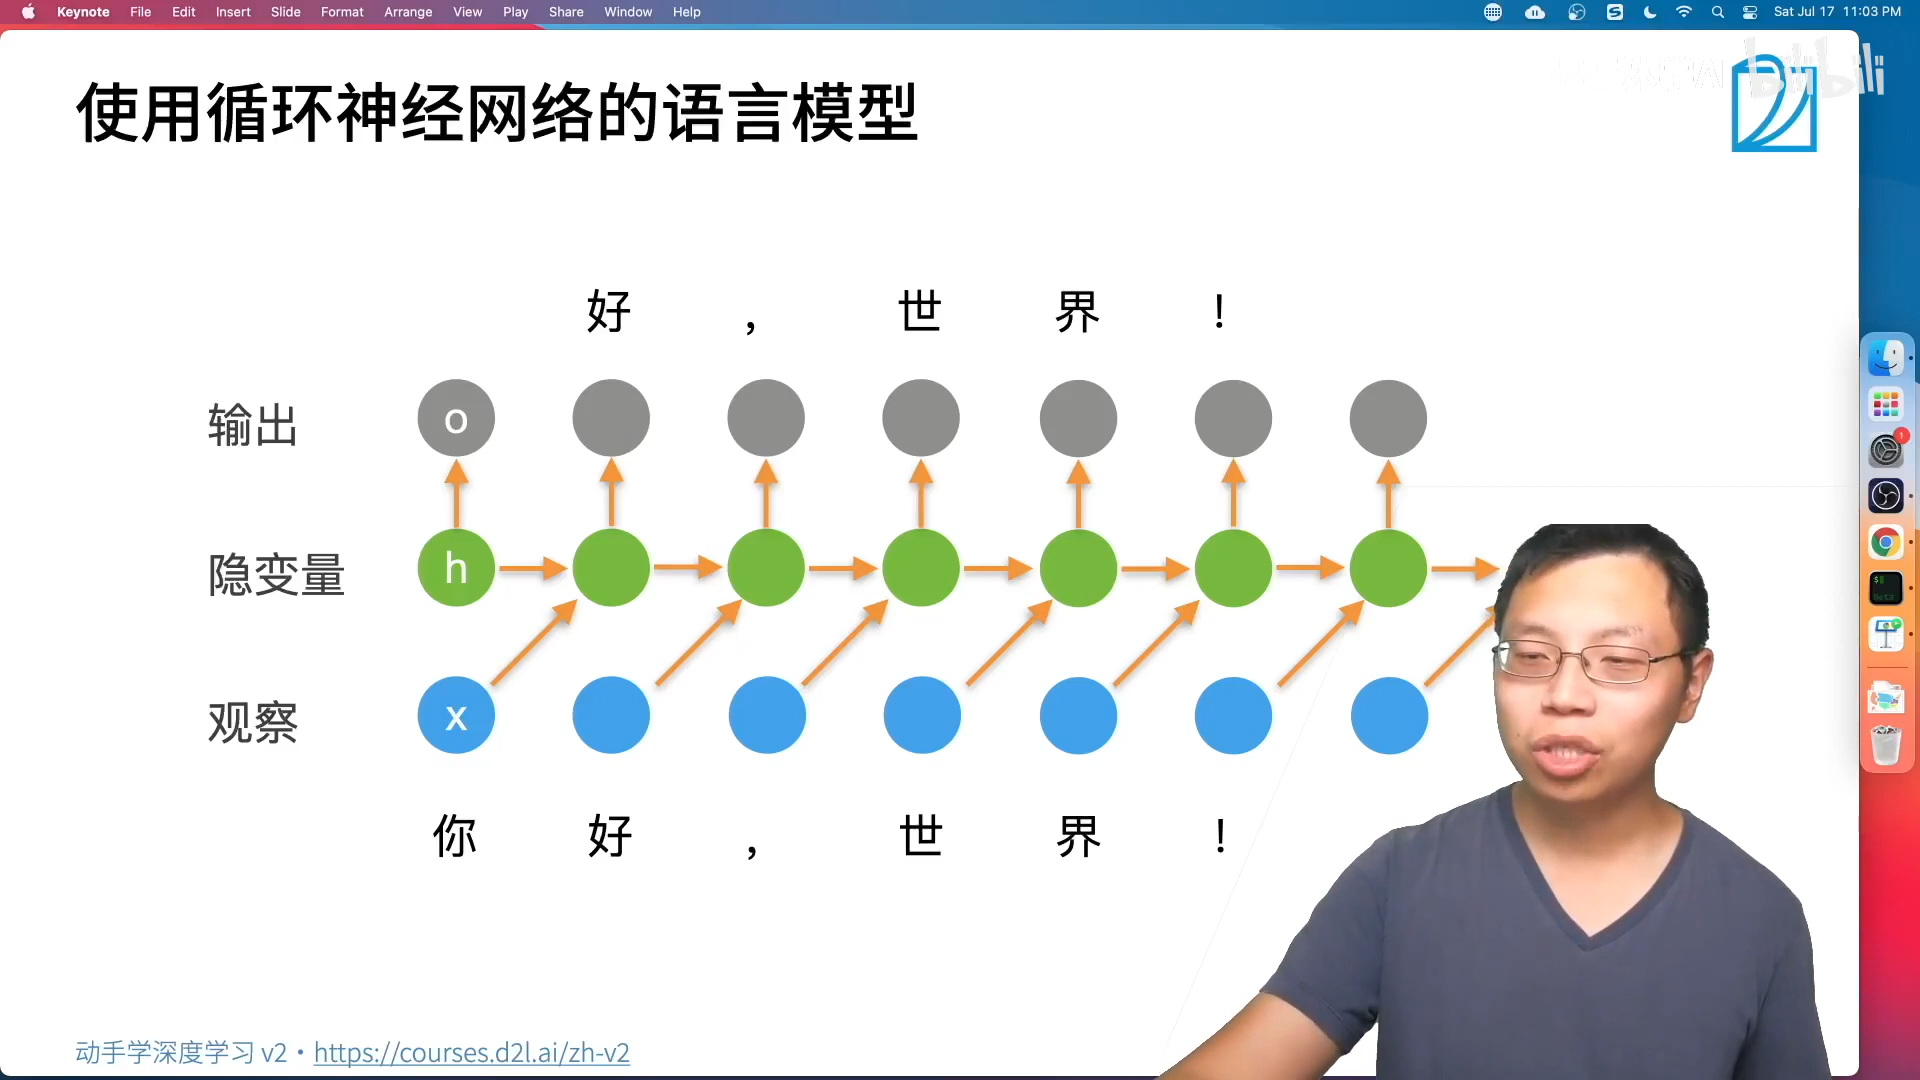 Keynote File Edit Insert Slide Format Arrange View Play Share Window Help Sat Jul 17 11:03 PM
bilibili
使用循环神经网络的语言模型
好 , 世 界 !
输出 o
隐变量 h
观察 x
你 好 , 世 界 !
动手学深度学习 v2 · https://courses.d2l.ai/zh-v2